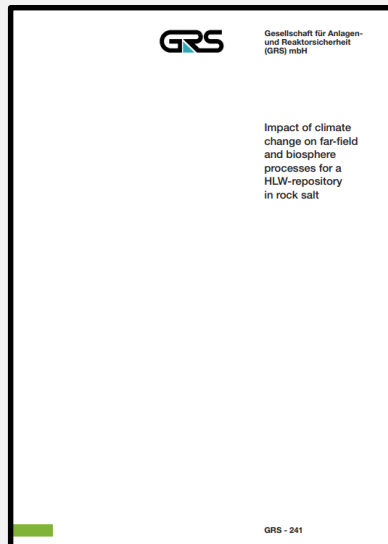 GRS
Gesellschaft für Anlagen-
und Reaktorsicherheit
(GRS) mbH
Impact of climate
change on far-field
and biosphere
processes for a
HLW-repository
in rock salt
GRS - 241